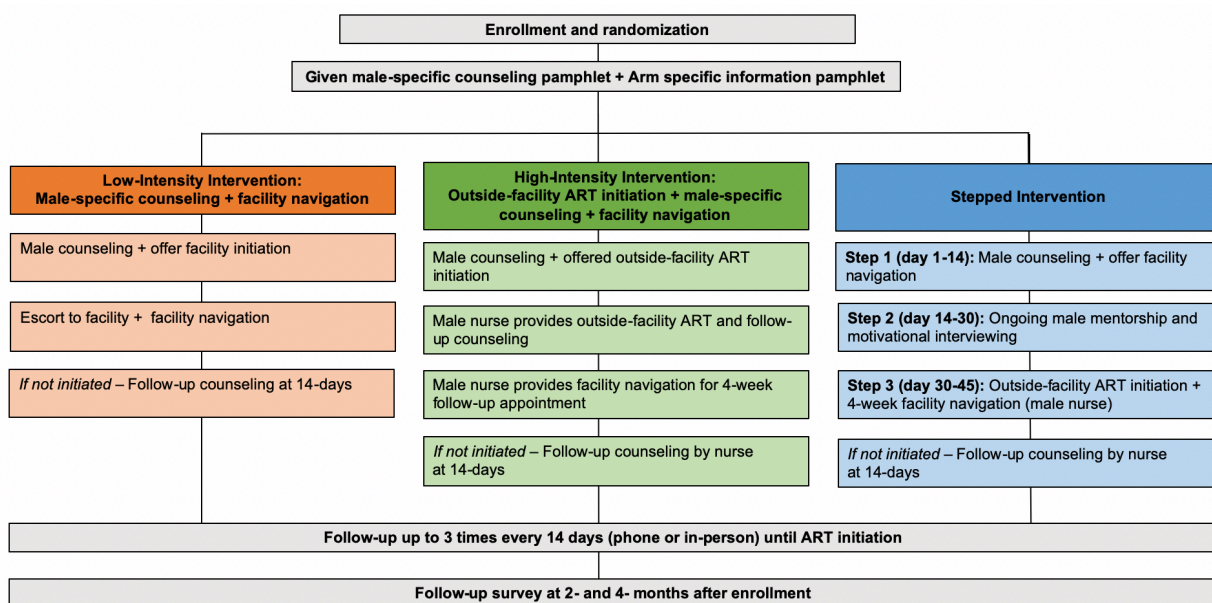 Enrollment and randomization
Given male-specific counseling pamphlet + Arm specific information pamphlet
Low-Intensity Intervention:
Male-specific counseling + facility navigation
Male counseling + offer facility initiation
Escort to facility + facility navigation
If not initiated – Follow-up counseling at 14-days
High-Intensity Intervention:
Outside-facility ART initiation + male-specific
counseling + facility navigation
Male counseling + offered outside-facility ART
initiation
Male nurse provides outside-facility ART and follow-
up counseling
Male nurse provides facility navigation for 4-week
follow-up appointment
If not initiated – Follow-up counseling by nurse
at 14-days
Stepped Intervention
Step 1 (day 1-14): Male counseling + offer facility
navigation
Step 2 (day 14-30): Ongoing male mentorship and
motivational interviewing
Step 3 (day 30-45): Outside-facility ART initiation +
4-week facility navigation (male nurse)
If not initiated – Follow-up counseling by nurse
at 14-days
Follow-up up to 3 times every 14 days (phone or in-person) until ART initiation
Follow-up survey at 2- and 4- months after enrollment